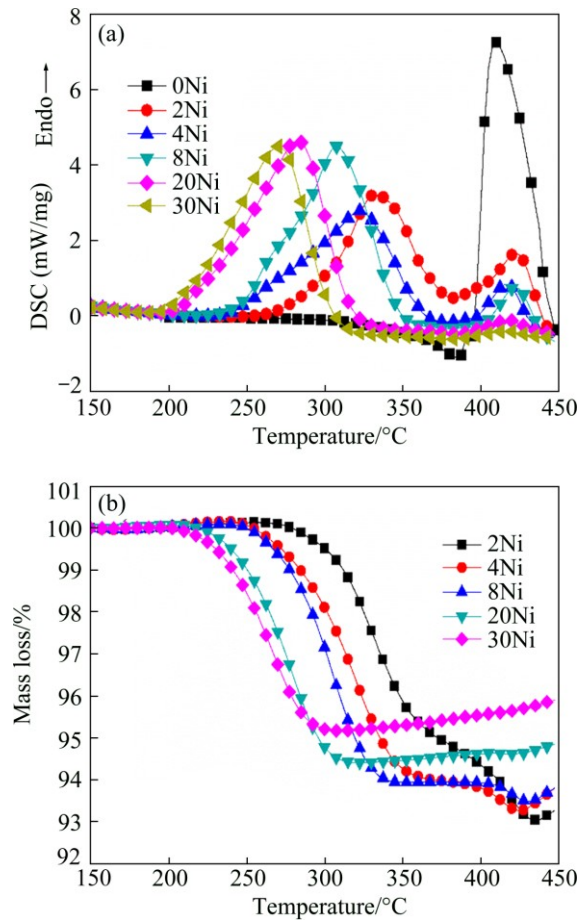 (a)
8
6
4
2
0
−2
DSC (mW/mg) Endo →
0Ni
2Ni
4Ni
8Ni
20Ni
30Ni
150 200 250 300 350 400 450
Temperature/°C
(b)
101
100
99
98
97
96
95
94
93
92
Mass loss/%
2Ni
4Ni
8Ni
20Ni
30Ni
150 200 250 300 350 400 450
Temperature/°C